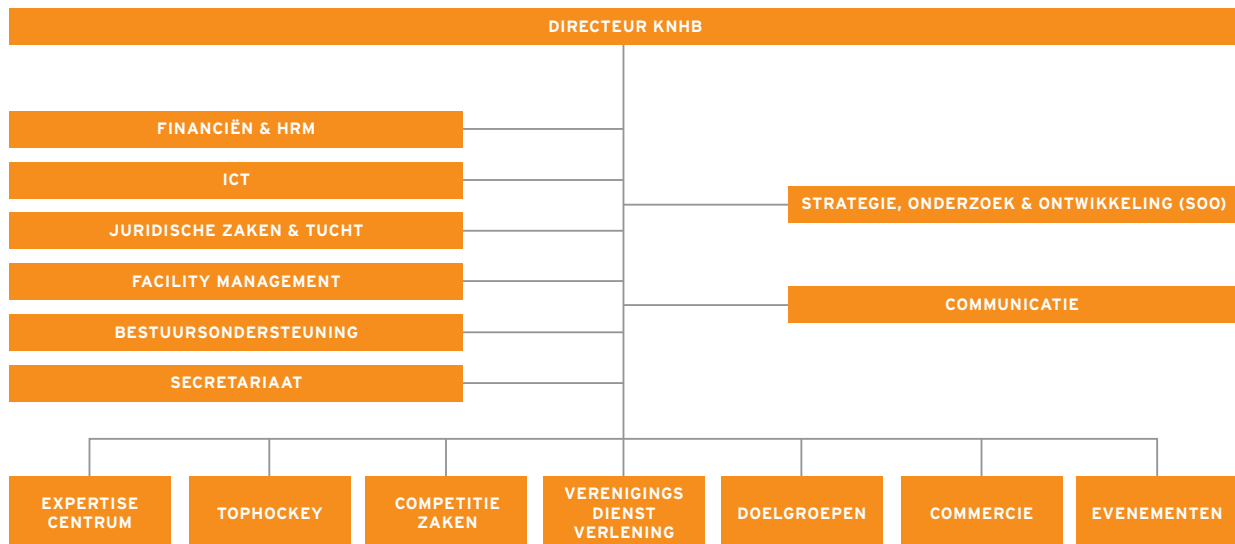 DIRECTEUR KNHB
FINANCIËN & HRM
ICT
JURIDISCHE ZAKEN & TUCHT
FACILITY MANAGEMENT
BESTUURSONDERSTEUNING
SECRETARIAAT
STRATEGIE, ONDERZOEK & ONTWIKKELING (SOO)
COMMUNICATIE
EXPERTISE
CENTRUM
TOPHOCKEY
COMPETITIE
ZAKEN
VERENIGINGS
DIENST
VERLENING
DOELGROEPEN
COMMERCIE
EVENEMENTEN